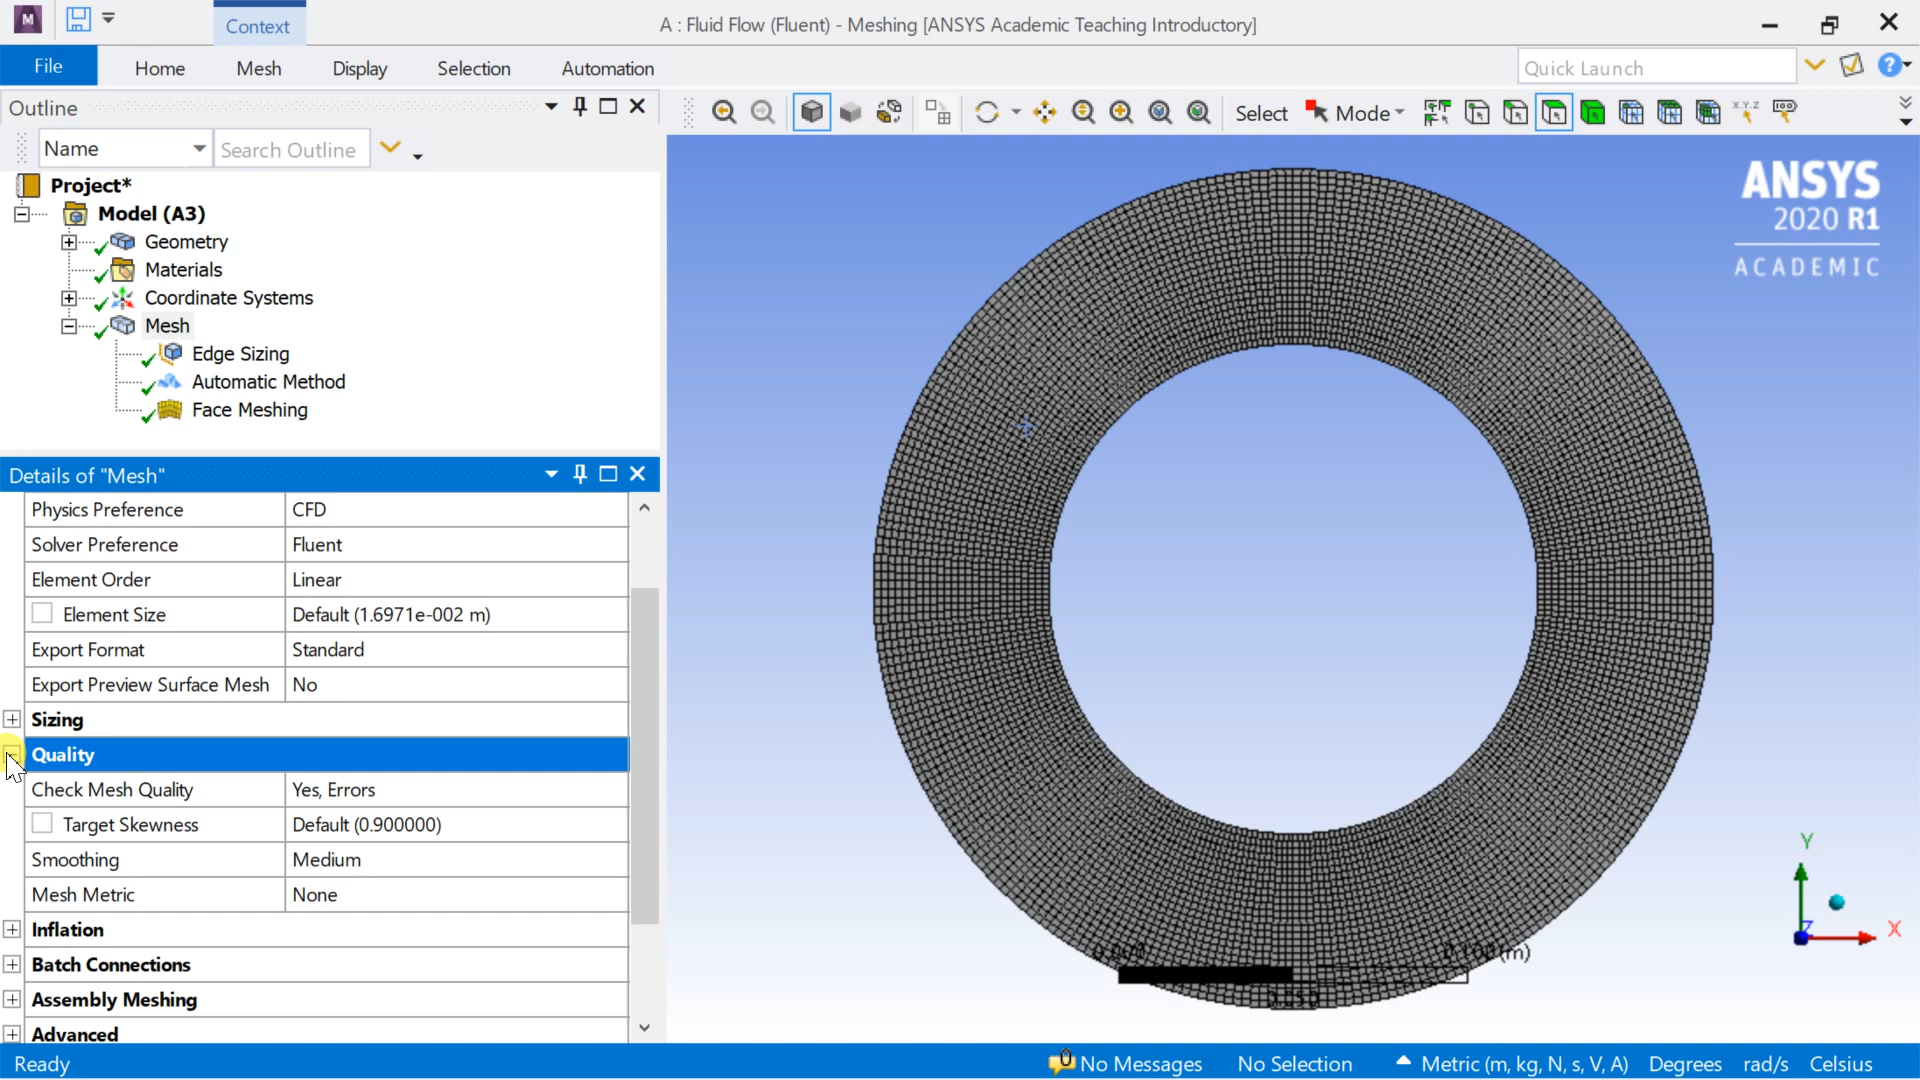 M
Context
A : Fluid Flow (Fluent) - Meshing [ANSYS Academic Teaching Introductory]
File
Home
Mesh
Display
Selection
Automation
Quick Launch
Outline
Select
Mode
X.Y.Z
Name
Search Outline
Project*
Model (A3)
Geometry
Materials
Coordinate Systems
Mesh
Edge Sizing
Automatic Method
Face Meshing
ANSYS
2020 R1
ACADEMIC
Details of "Mesh"
Physics Preference CFD
Solver Preference Fluent
Element Order Linear
Element Size Default (1.6971e-002 m)
Export Format Standard
Export Preview Surface Mesh No
Sizing
Quality
Check Mesh Quality Yes, Errors
Target Skewness Default (0.900000)
Smoothing Medium
Mesh Metric None
Inflation
Batch Connections
Assembly Meshing
Advanced
Y
Z
X
Ready
0 No Messages
No Selection
Metric (m, kg, N, s, V, A)
Degrees
rad/s
Celsius